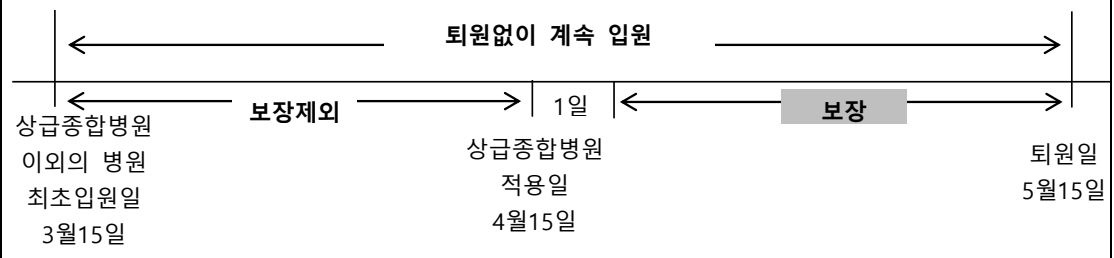 퇴원없이 계속 입원
보장제외
1일
보장
상급종합병원
이외의 병원
최초입원일
3월15일
상급종합병원
적용일
4월15일
퇴원일
5월15일